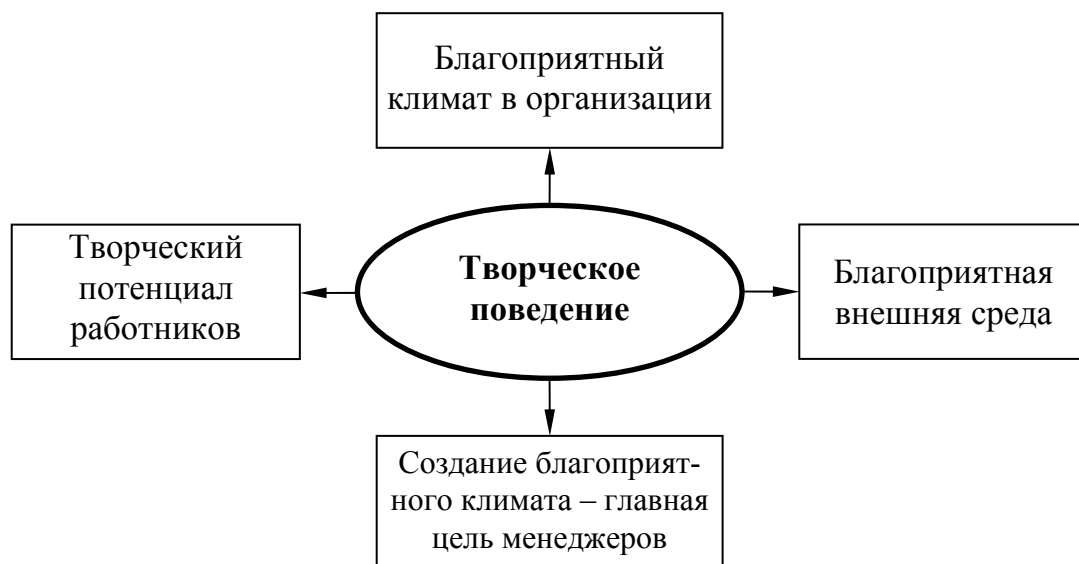 Благоприятный
климат в организации
Творческий
потенциал
работников
Творческое
поведение
Благоприятная
внешняя среда
Создание благоприят-
ного климата – главная
цель менеджеров